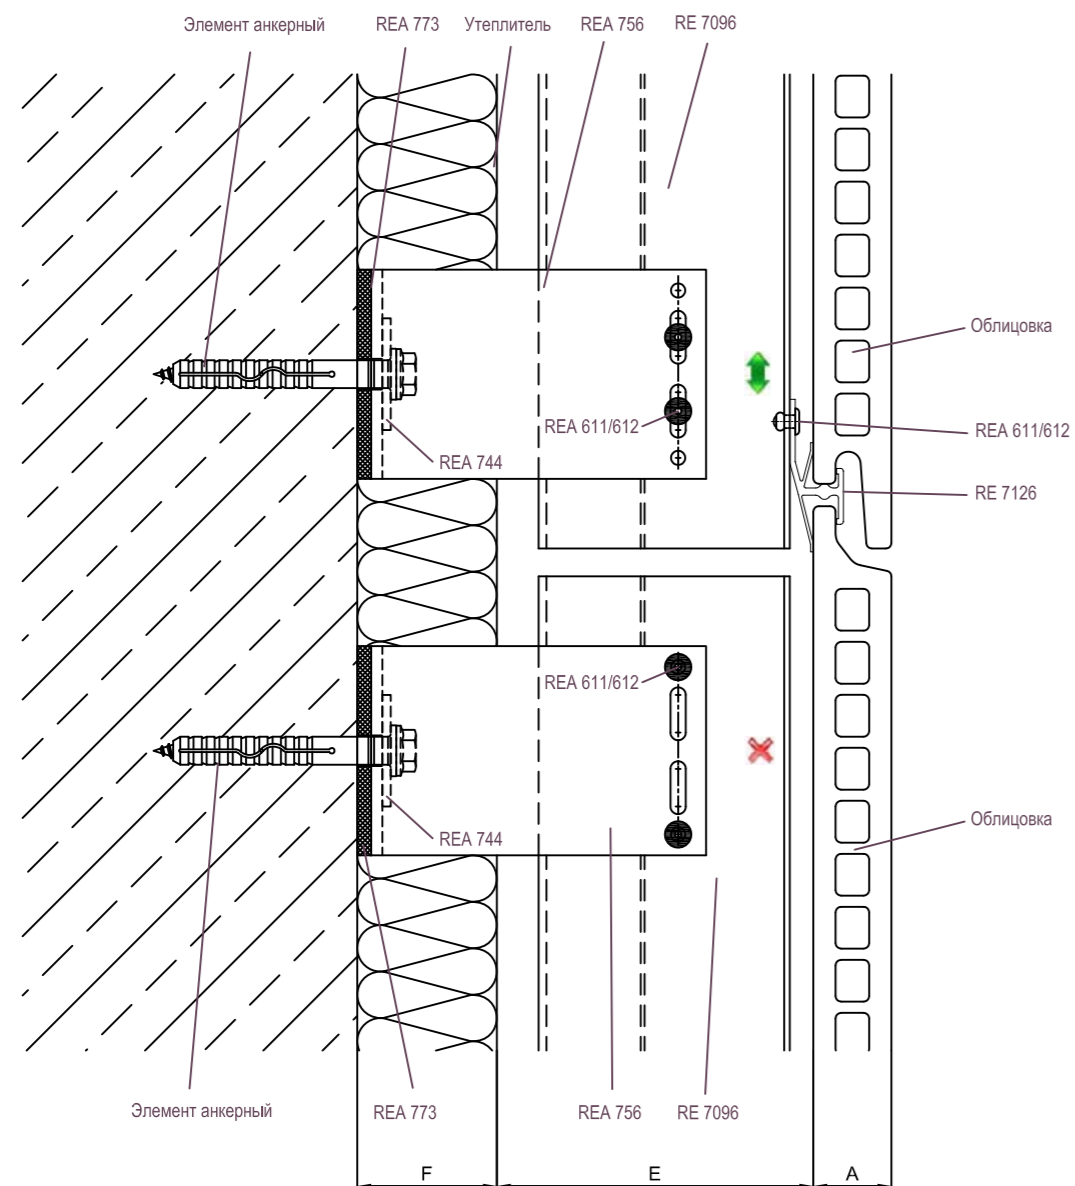 Элемент анкерный
REA 773
Утеплитель
REA 756
RE 7096
Облицовка
REA 611/612
REA 611/612
REA 744
RE 7126
REA 611/612
Облицовка
REA 744
Элемент анкерный
REA 773
REA 756
RE 7096
F
E
A